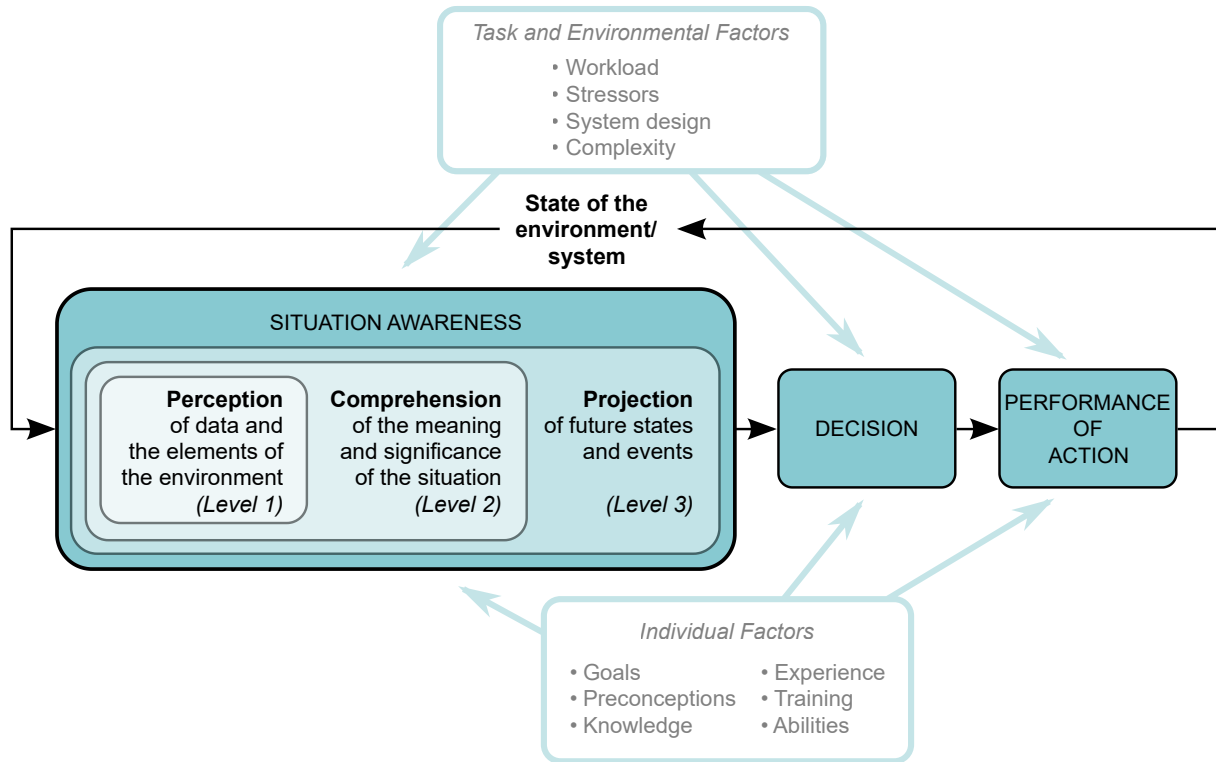 Task and Environmental Factors
• Workload
• Stressors
• System design
• Complexity
State of the
environment/
system
SITUATION AWARENESS
Perception
of data and
the elements of
the environment
(Level 1)
Comprehension
of the meaning
and significance
of the situation
(Level 2)
Projection
of future states
and events
(Level 3)
DECISION
PERFORMANCE
OF
ACTION
Individual Factors
• Goals
• Preconceptions
• Knowledge
• Experience
• Training
• Abilities